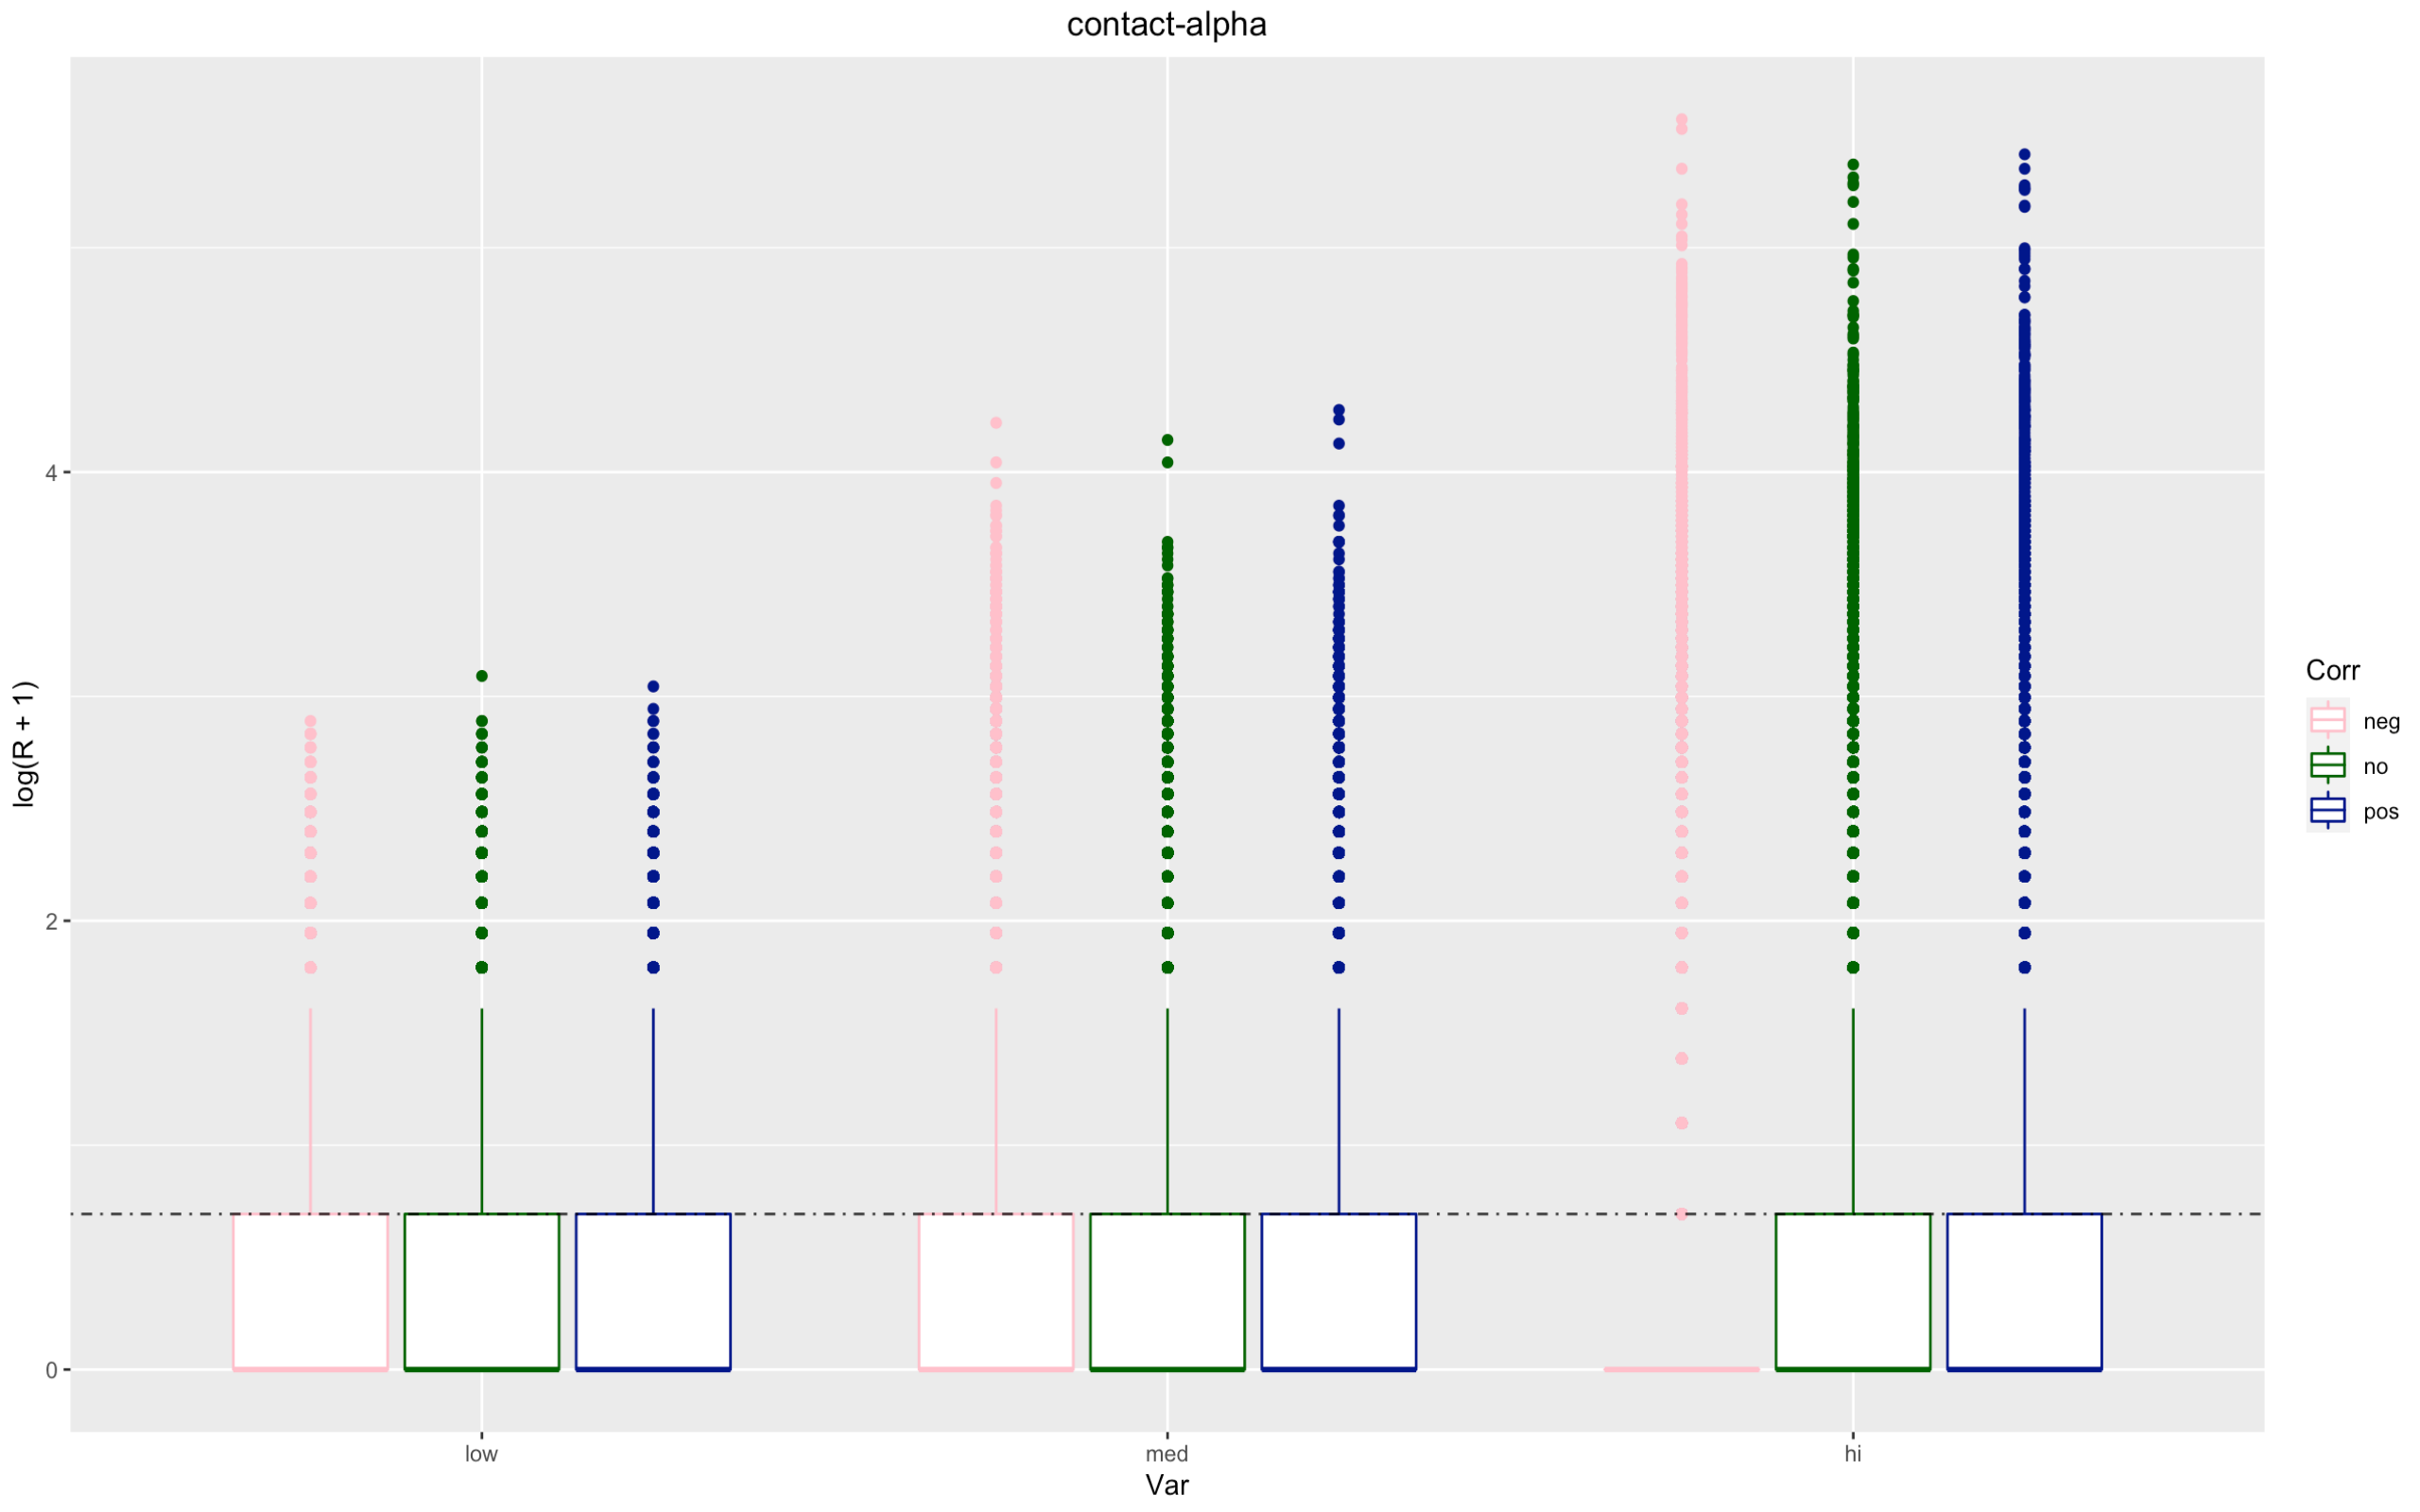 contact-alpha
log(R + 1)
4
2
0
low
med
hi
Var
Corr
neg
no
pos